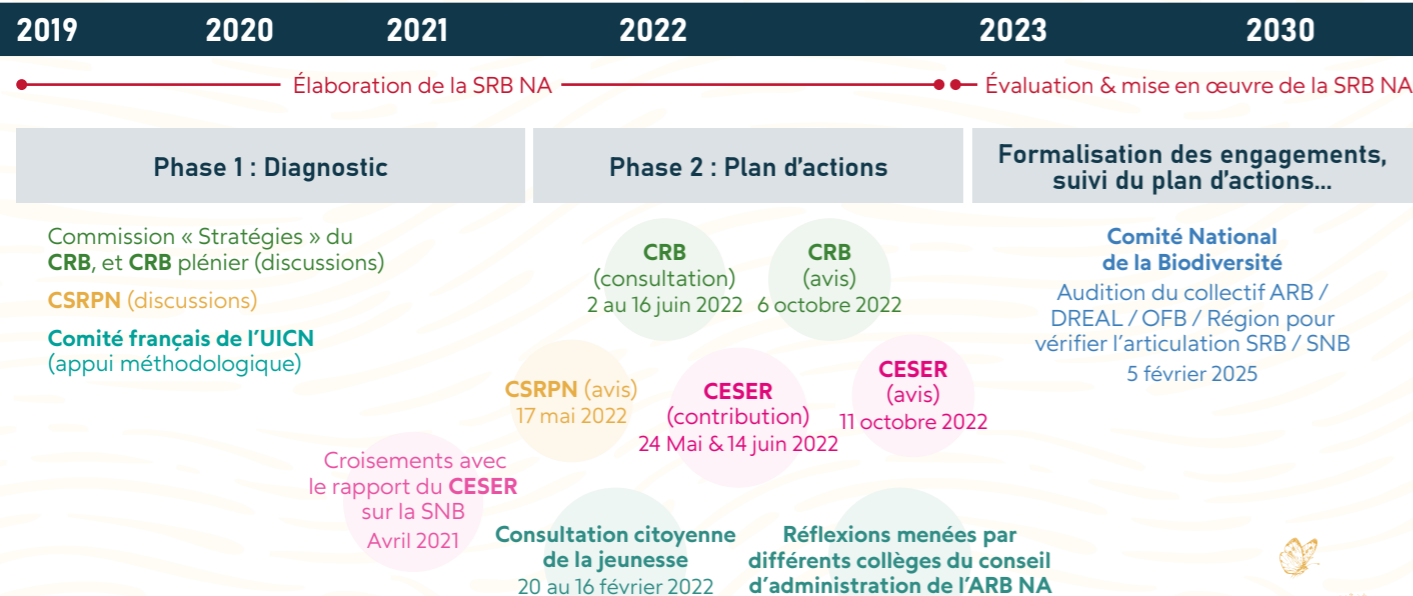 2019 2020 2021 2022 2023 2030
Élaboration de la SRB NA
Évaluation & mise en œuvre de la SRB NA
Phase 1 : Diagnostic
Phase 2 : Plan d'actions
Formalisation des engagements,
suivi du plan d'actions...
Commission « Stratégies » du
CRB, et CRB plénier (discussions)
CSRPN (discussions)
Comité français de l'UICN
(appui méthodologique)
Croisements avec
le rapport du CESER
sur la SNB
Avril 2021
CRB
(consultation)
2 au 16 juin 2022
CRB
(avis)
6 octobre 2022
CSRPN (avis)
17 mai 2022
CESER
(contribution)
24 Mai & 14 juin 2022
CESER
(avis)
11 octobre 2022
Consultation citoyenne
de la jeunesse
20 au 16 février 2022
Réflexions menées par
différents collèges du conseil
d'administration de l'ARB NA
Comité National
de la Biodiversité
Audition du collectif ARB /
DREAL / OFB / Région pour
vérifier l'articulation SRB / SNB
5 février 2025